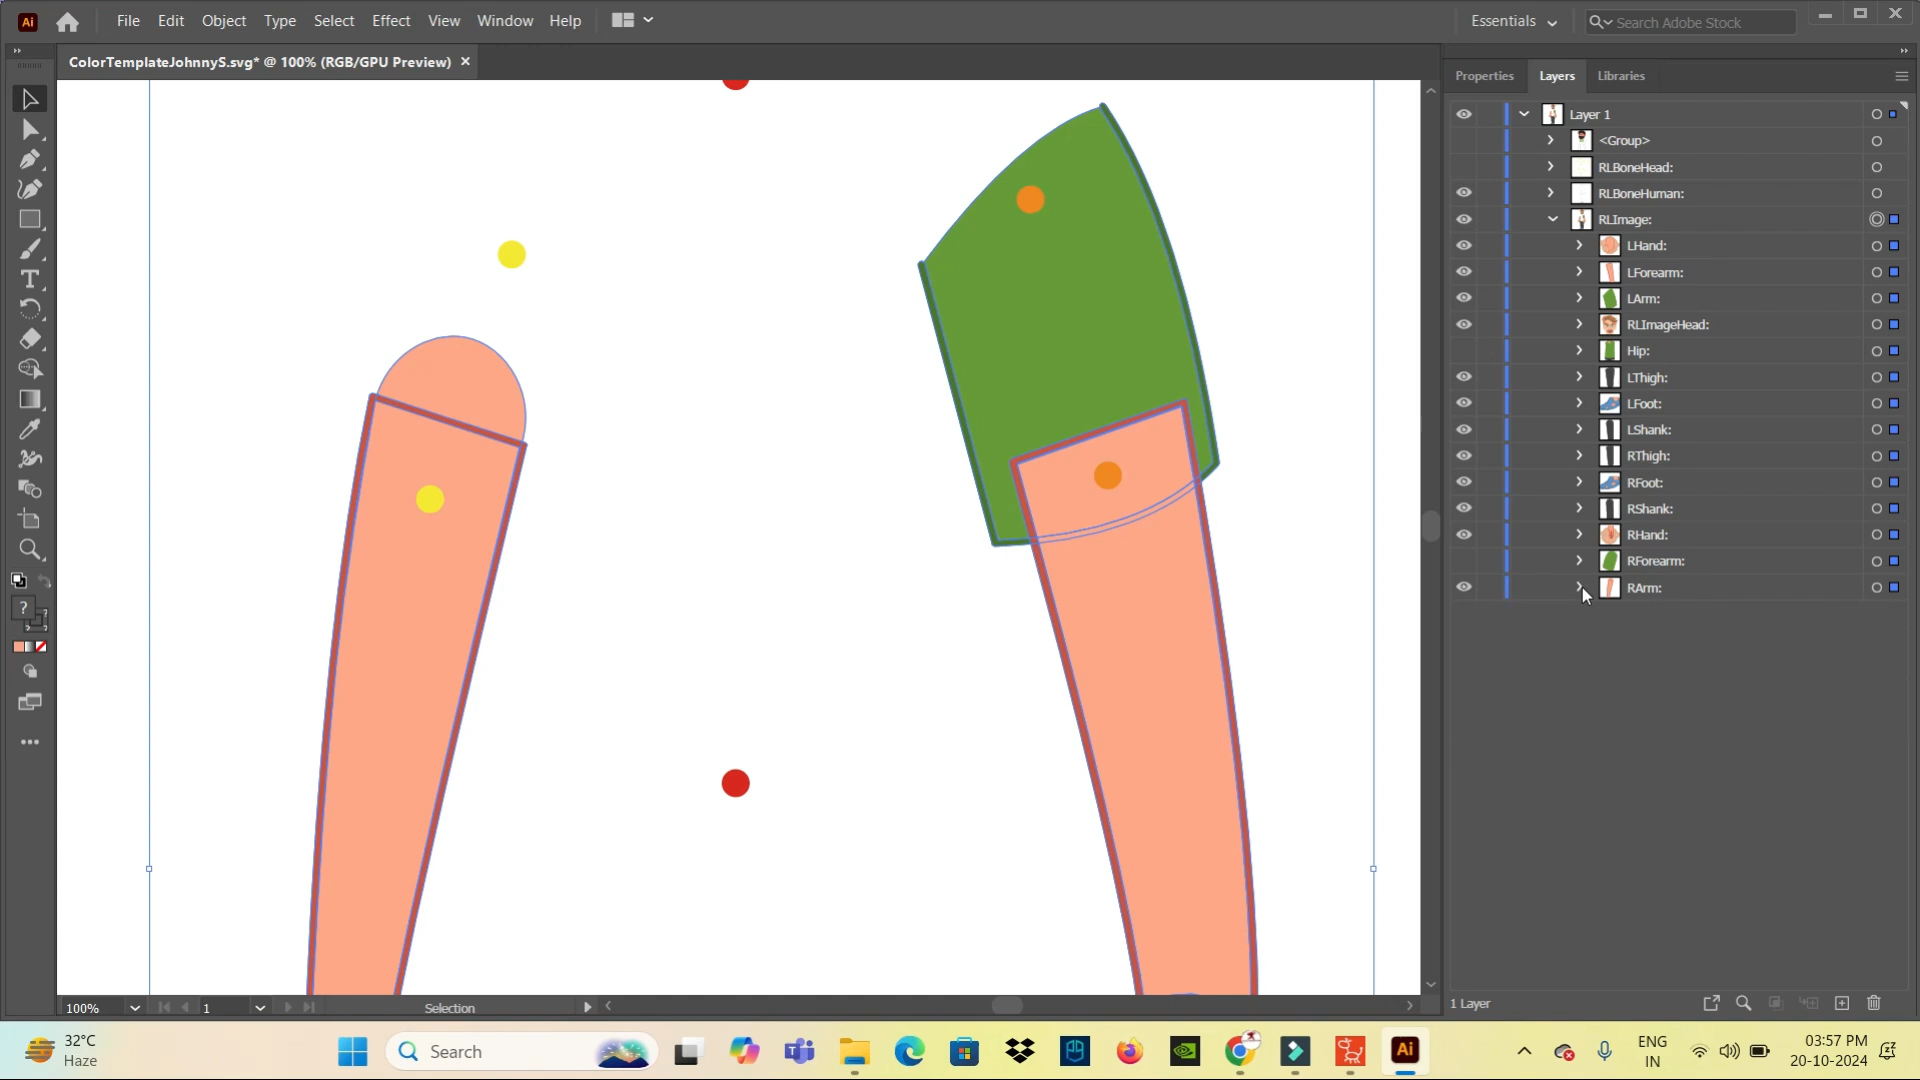 Ai File Edit Object Type Select Effect View Window Help Essentials Search Adobe Stock
ColorTemplateJohnnyS.svg* @ 100% (RGB/GPU Preview) ×
Properties Layers Libraries
Layer 1
<Group>
RLBoneHead:
RLBoneHuman:
RLImage:
LHand:
LForearm:
LArm:
RLImageHead:
Hip:
LThigh:
LFoot:
LShank:
RThigh:
RFoot:
RShank:
RHand:
RForearm:
RArm:
?
100% 1 Selection
1 Layer
32°C
Haze
Search
Ai
ENG
IN
03:57 PM
20-10-2024